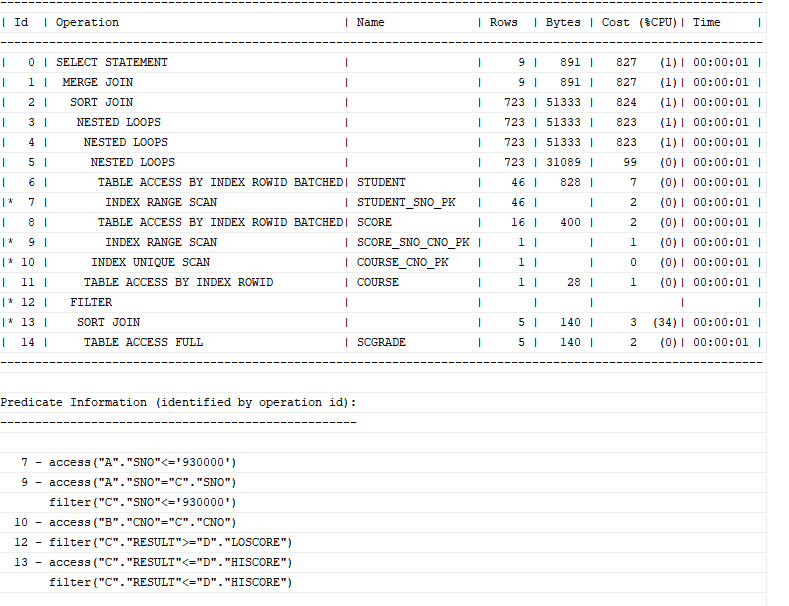 --------------------------------------------------------------------------------------------------------------
| Id  | Operation                                | Name              | Rows  | Bytes | Cost (%CPU)| Time     |
--------------------------------------------------------------------------------------------------------------
|   0 | SELECT STATEMENT                         |                   |     9 |   891 |   827   (1)| 00:00:01 |
|   1 |  MERGE JOIN                              |                   |     9 |   891 |   827   (1)| 00:00:01 |
|   2 |   SORT JOIN                              |                   |   723 | 51333 |   824   (1)| 00:00:01 |
|   3 |    NESTED LOOPS                          |                   |   723 | 51333 |   823   (1)| 00:00:01 |
|   4 |     NESTED LOOPS                         |                   |   723 | 51333 |   823   (1)| 00:00:01 |
|   5 |      NESTED LOOPS                        |                   |   723 | 31089 |    99   (0)| 00:00:01 |
|   6 |       TABLE ACCESS BY INDEX ROWID BATCHED| STUDENT           |    46 |   828 |     7   (0)| 00:00:01 |
|*  7 |        INDEX RANGE SCAN                  | STUDENT_SNO_PK    |    46 |       |     2   (0)| 00:00:01 |
|   8 |       TABLE ACCESS BY INDEX ROWID BATCHED| SCORE             |    16 |   400 |     2   (0)| 00:00:01 |
|*  9 |        INDEX RANGE SCAN                  | SCORE_SNO_CNO_PK  |     1 |       |     1   (0)| 00:00:01 |
|* 10 |      INDEX UNIQUE SCAN                   | COURSE_CNO_PK     |     1 |       |     0   (0)| 00:00:01 |
|  11 |     TABLE ACCESS BY INDEX ROWID          | COURSE            |     1 |    28 |     1   (0)| 00:00:01 |
|* 12 |   FILTER                                 |                   |       |       |            |          |
|* 13 |    SORT JOIN                             |                   |     5 |   140 |     3  (34)| 00:00:01 |
|  14 |     TABLE ACCESS FULL                    | SCGRADE           |     5 |   140 |     2   (0)| 00:00:01 |
--------------------------------------------------------------------------------------------------------------
Predicate Information (identified by operation id):
---------------------------------------------------
   7 - access("A"."SNO"<='930000')
   9 - access("A"."SNO"="C"."SNO")
       filter("C"."SNO"<='930000')
  10 - access("B"."CNO"="C"."CNO")
  12 - filter("C"."RESULT">="D"."LOSCORE")
  13 - access("C"."RESULT"<="D"."HISCORE")
       filter("C"."RESULT"<="D"."HISCORE")